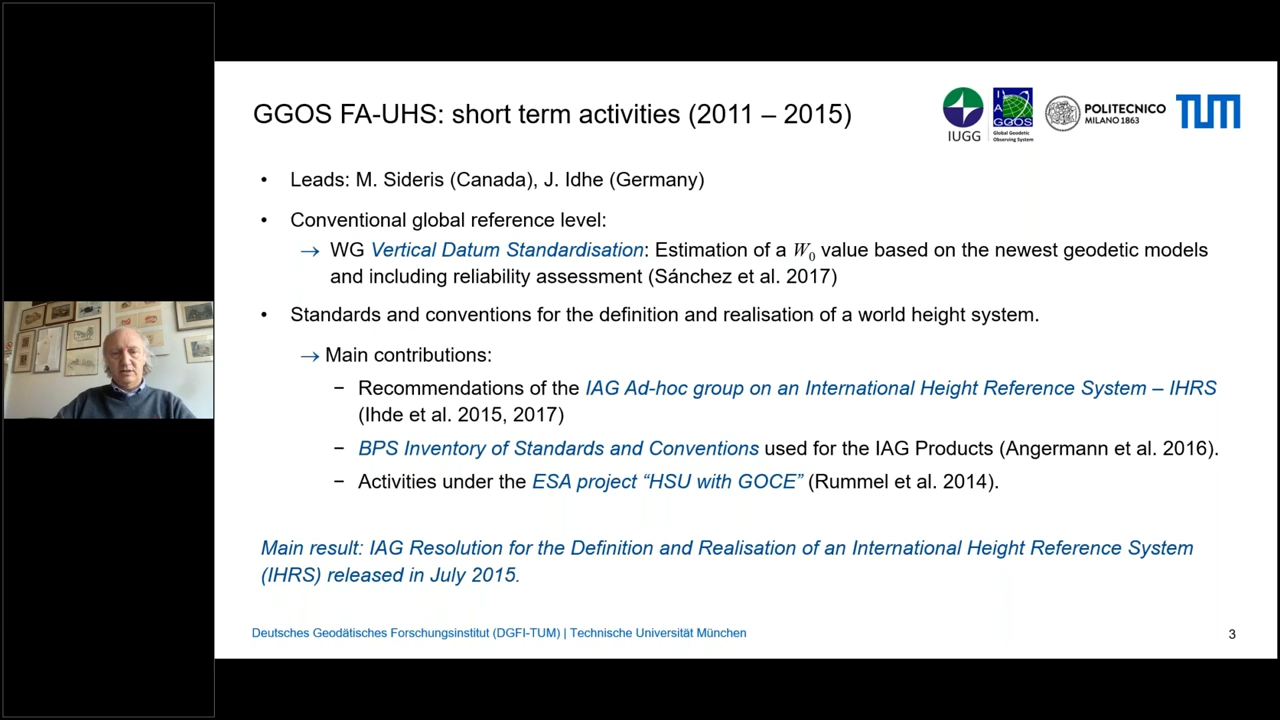 GGOS FA-UHS: short term activities (2011 – 2015)
IUGG
IAG
GGOS
Global Geodetic
Observing System
POLITECNICO
MILANO 1863
TUM
• Leads: M. Sideris (Canada), J. Idhe (Germany)
• Conventional global reference level:
→ WG Vertical Datum Standardisation: Estimation of a W₀ value based on the newest geodetic models
and including reliability assessment (Sánchez et al. 2017)
• Standards and conventions for the definition and realisation of a world height system.
→ Main contributions:
− Recommendations of the IAG Ad-hoc group on an International Height Reference System – IHRS
(Ihde et al. 2015, 2017)
− BPS Inventory of Standards and Conventions used for the IAG Products (Angermann et al. 2016).
− Activities under the ESA project “HSU with GOCE” (Rummel et al. 2014).
Main result: IAG Resolution for the Definition and Realisation of an International Height Reference System
(IHRS) released in July 2015.
Deutsches Geodätisches Forschungsinstitut (DGFI-TUM) | Technische Universität München
3